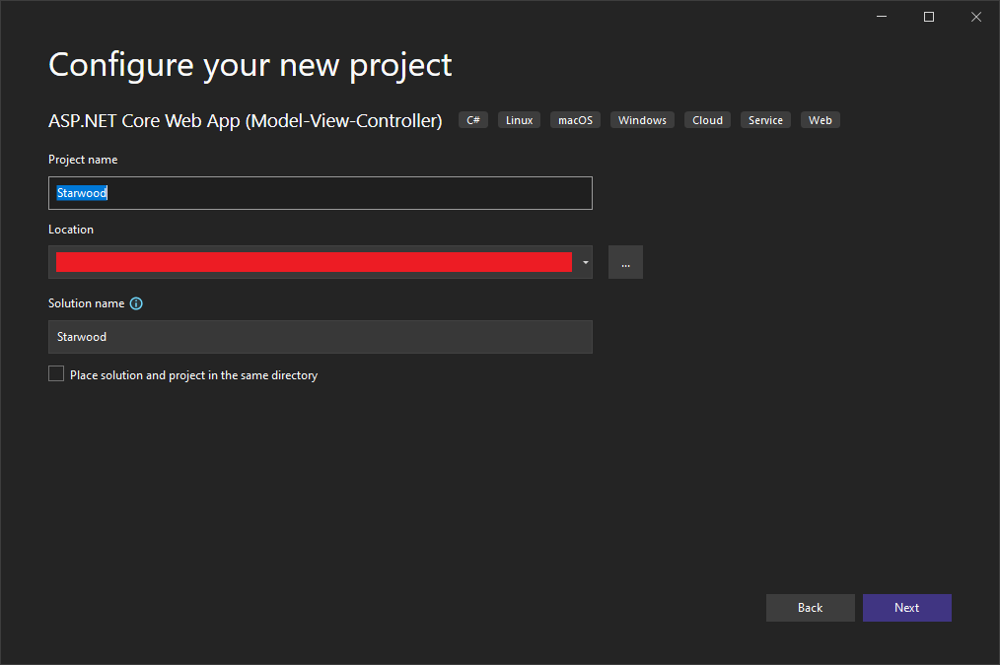 Configure your new project
ASP.NET Core Web App (Model-View-Controller) C# Linux macOS Windows Cloud Service Web
Project name
Starwood
Location
...
Solution name
Starwood
Place solution and project in the same directory
Back Next